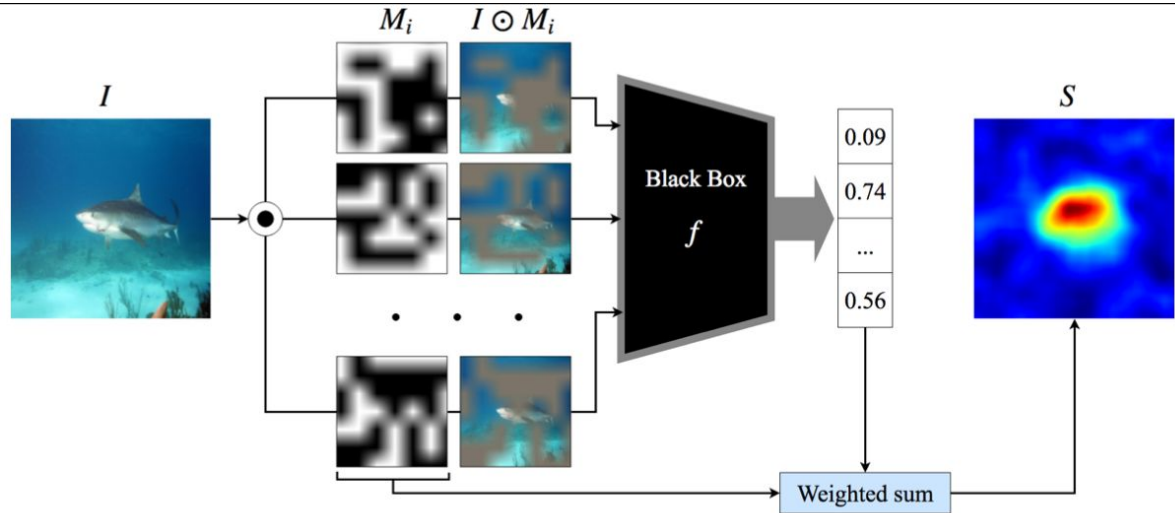 M_i
I ⊙ M_i
I
S
Black Box
f
0.09
0.74
...
0.56
Weighted sum